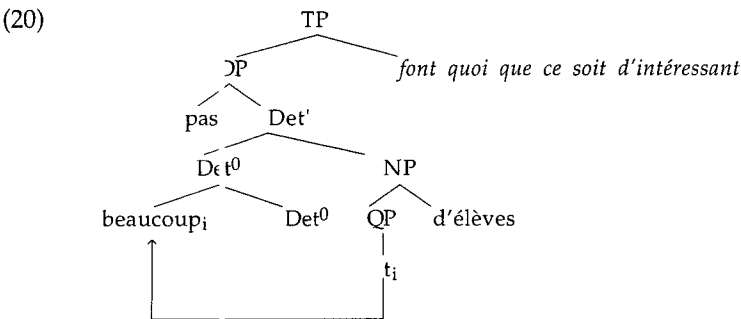 (20) TP
DP font quoi que ce soit d'intéressant
pas Det'
Det⁰ NP
beaucoupᵢ Det⁰ QP d'élèves
tᵢ